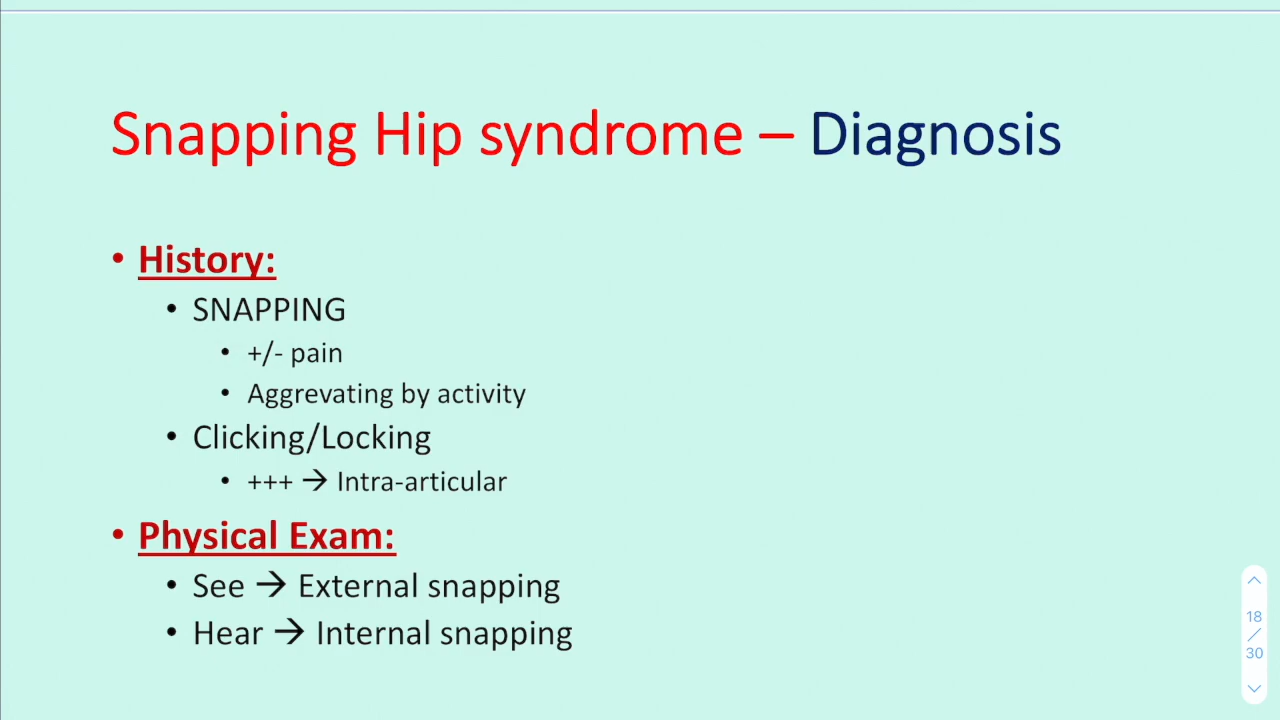 Snapping Hip syndrome – Diagnosis
• History:
• SNAPPING
• +/- pain
• Aggrevating by activity
• Clicking/Locking
• +++ → Intra-articular
• Physical Exam:
• See → External snapping
• Hear → Internal snapping
18
/
30